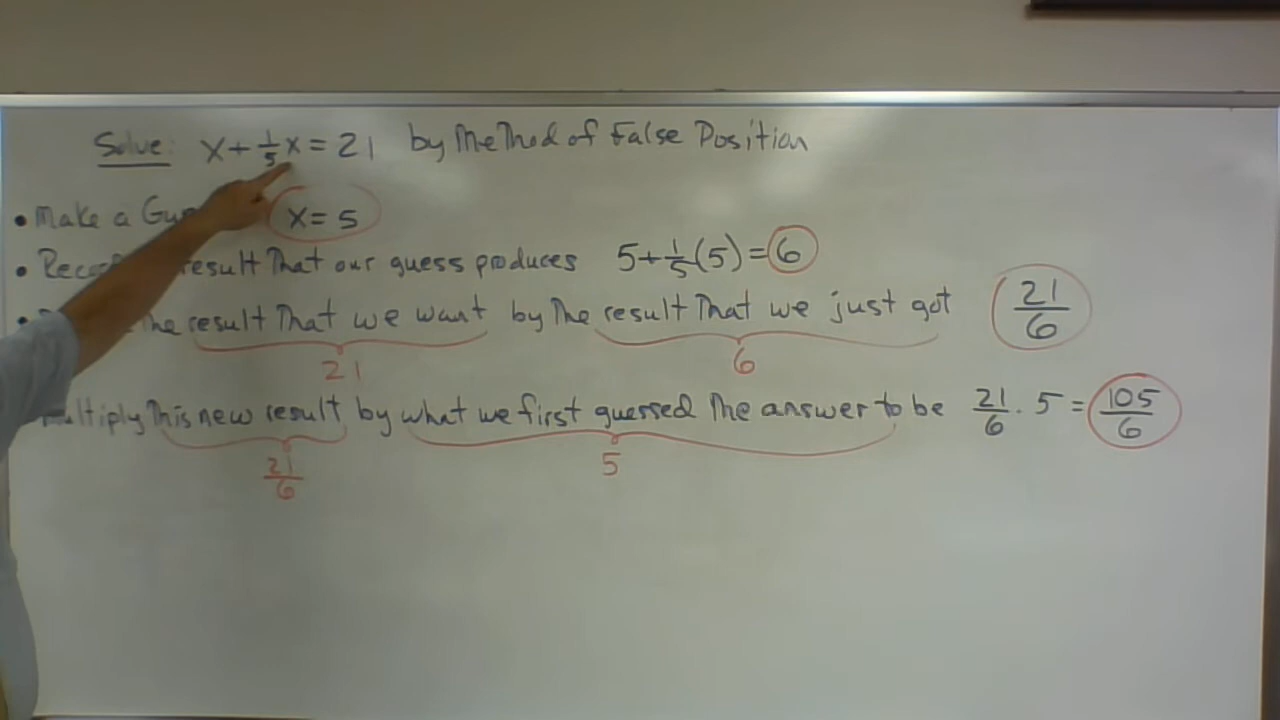 Solve: x + 1/5 x = 21 by Method of False Position
• Make a x = 5
• result That our guess produces 5 + 1/5 (5) = 6
• The result That we want by The result That we just got 21/6
21 6
This new result by what we first guessed The answer to be 21/6 . 5 = 105/6
21/6 5